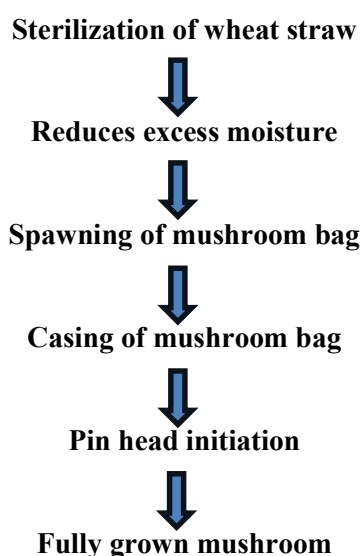 Sterilization of wheat straw
Reduces excess moisture
Spawning of mushroom bag
Casing of mushroom bag
Pin head initiation
Fully grown mushroom